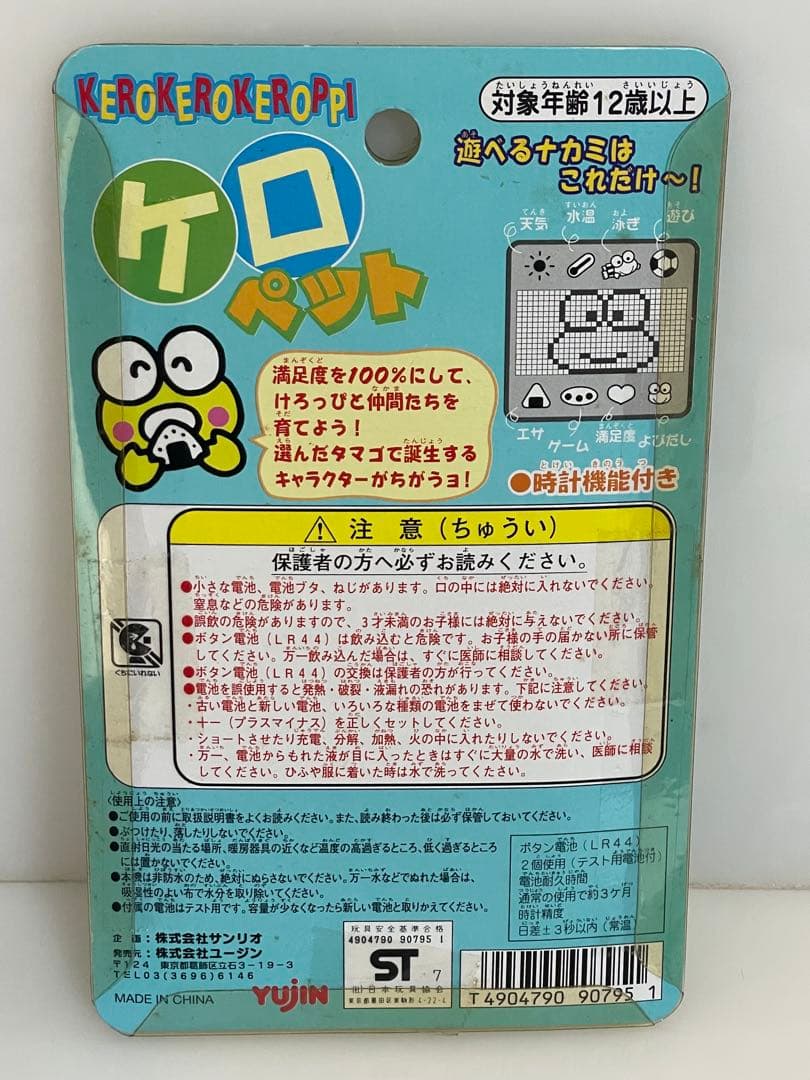 KEROKEROKEROPPI
対象年齢12歳以上
ケロ
ペット
遊べるナカミは
これだけ〜!
天気 水温 泳ぎ 遊び
エサ ゲーム 満足度 よびだし
●時計機能付き
満足度を100%にして、
けろっぴと仲間たちを
育てよう!
選んだタマゴで誕生する
キャラクターがちがうョ!
⚠注 意(ちゅうい)
保護者の方へ必ずお読みください。
●小さな電池、電池ブタ、ねじがあります。口の中には絶対に入れないでください。
窒息などの危険があります。
●誤飲の危険がありますので、3才未満のお子様には絶対に与えないでください。
●ボタン電池(LR44)は飲み込むと危険です。お子様の手の届かない所に保管
してください。万一飲み込んだ場合は、すぐに医師に相談してください。
●ボタン電池(LR44)の交換は保護者の方が行ってください。
●電池を誤使用すると発熱・破裂・液漏れの恐れがあります。下記に注意してください。
・古い電池と新しい電池、いろいろな種類の電池をまぜて使わないでください。
・+−(プラスマイナス)を正しくセットしてください。
・ショートさせたり充電、分解、加熱、火の中に入れたりしないでください。
・万一、電池からもれた液が目に入ったときはすぐに大量の水で洗い、医師に相談
してください。ひふや服に着いた時は水で洗ってください。
くちにいれない
〈使用上の注意〉
●ご使用の前に取扱説明書をよくお読みください。また、読み終わった後は必ず保管しておいてください。
●ぶつけたり、落したりしないでください。
●直射日光の当たる場所、暖房器具の近くなど温度の高過ぎるところ、低く過ぎるところ
には置かないでください。
●本機は非防水のため、絶対にぬらさないでください。万一水などでぬれた場合は、
吸湿性のよい布で水分を取り除いてください。
●付属の電池はテスト用です。容量が少なくなったら新しい電池と取りかえてください。
ボタン電池(LR44)
2個使用(テスト用電池付)
電池耐久時間
通常の使用で約3ケ月
時計精度
日差±3秒以内(常温)
企 画:株式会社サンリオ
発売元:株式会社ユージン
〒124 東京都葛飾区立石3-19-3
TEL03(3696)6146
MADE IN CHINA
YUJIN
玩具安全基準合格
4904790 90795 1
ST 7
(社)日本玩具協会
東京都墨田区東駒形4-22-4
T4904790 90795 1